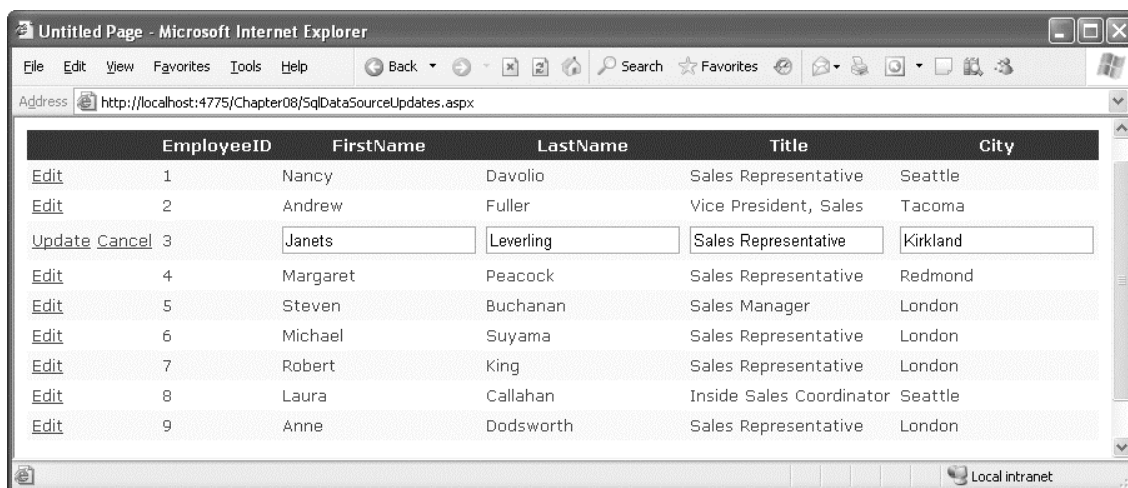 Untitled Page - Microsoft Internet Explorer
File Edit View Favorites Tools Help Back Search Favorites
Address http://localhost:4775/Chapter08/SqlDataSourceUpdates.aspx
EmployeeID FirstName LastName Title City
Edit 1 Nancy Davolio Sales Representative Seattle
Edit 2 Andrew Fuller Vice President, Sales Tacoma
Update Cancel 3 Janets Leverling Sales Representative Kirkland
Edit 4 Margaret Peacock Sales Representative Redmond
Edit 5 Steven Buchanan Sales Manager London
Edit 6 Michael Suyama Sales Representative London
Edit 7 Robert King Sales Representative London
Edit 8 Laura Callahan Inside Sales Coordinator Seattle
Edit 9 Anne Dodsworth Sales Representative London
Local intranet